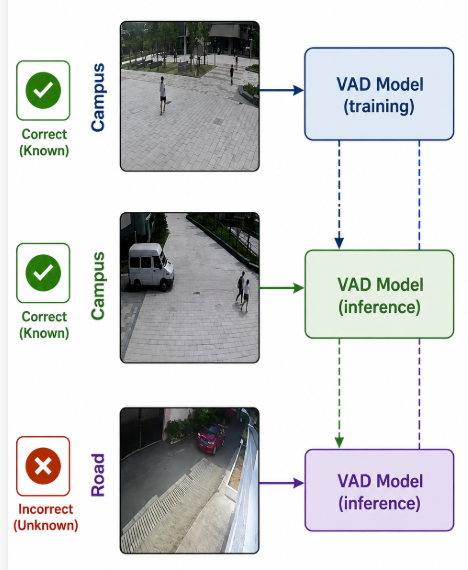 Correct
(Known)
Campus
VAD Model
(training)
Correct
(Known)
Campus
VAD Model
(inference)
Incorrect
(Unknown)
Road
VAD Model
(inference)